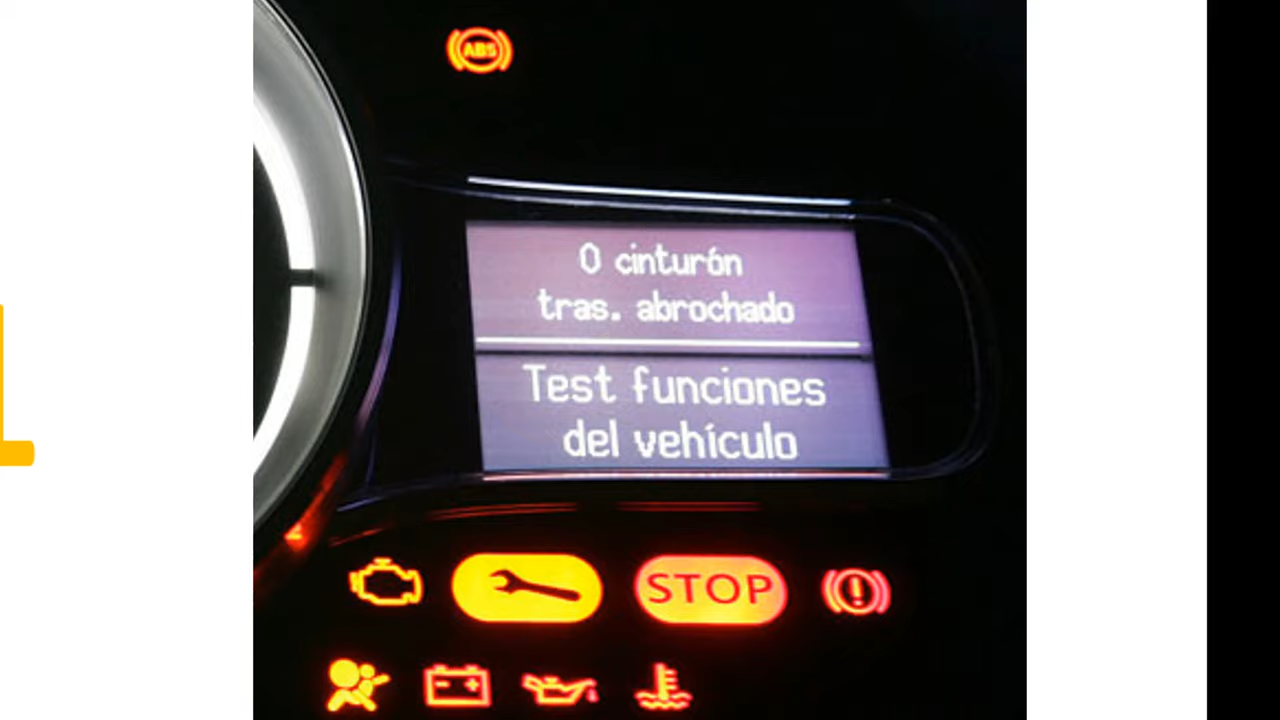 ABS
0 cinturón
tras. abrochado
Test funciones
del vehículo
STOP